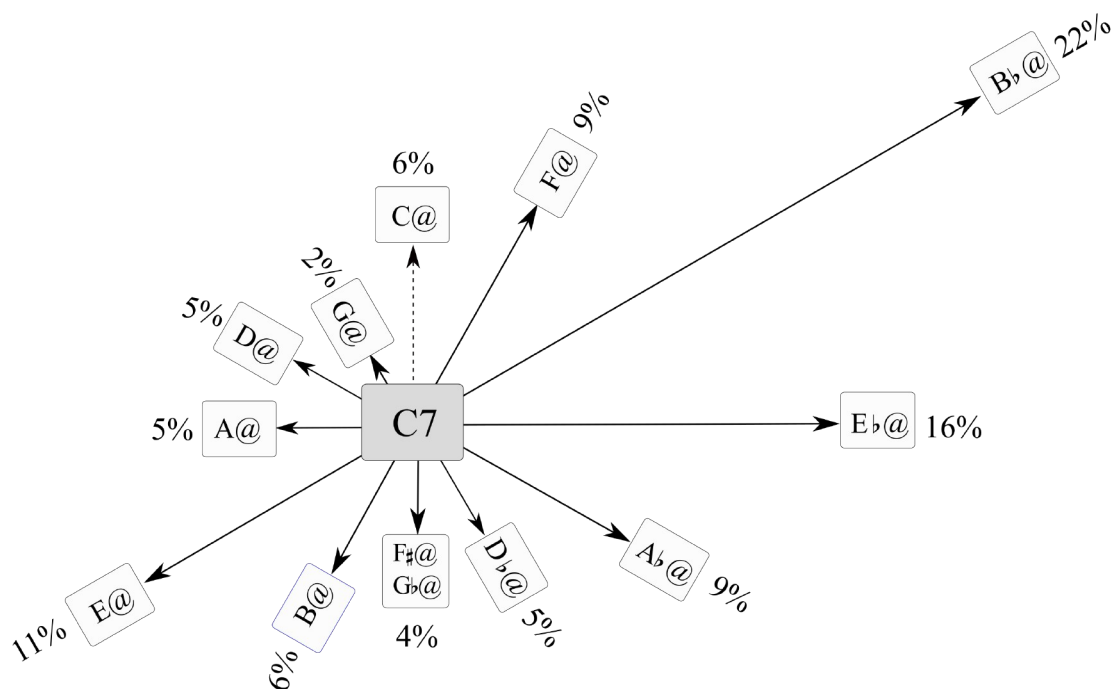 B♭@ 22%
F@ 9%
6%
C@
2%
G@
5%
D@
C7
5% A@
E♭@ 16%
F♯@
G♭@
4%
D♭@
5%
A♭@
9%
E@
11%
B@
6%